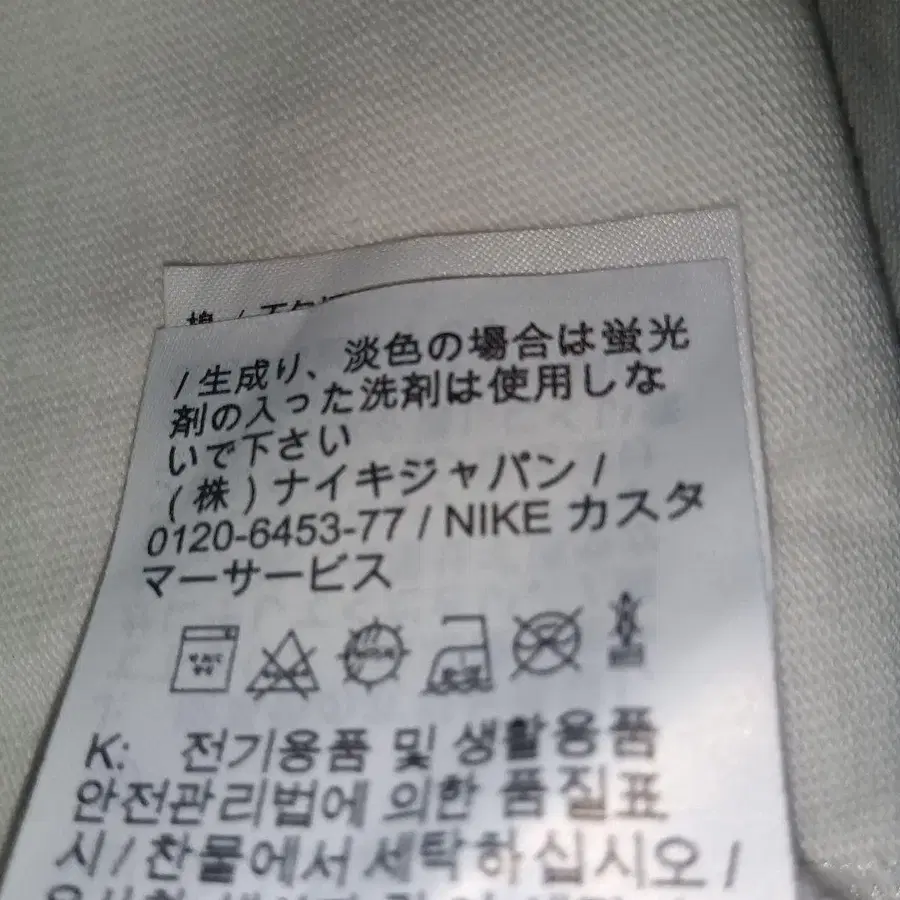 / 生成り、淡色の場合は蛍光
剤の入った洗剤は使用しな
いで下さい
(株)ナイキジャパン /
0120-6453-77 / NIKE カスタ
マーサービス
K: 전기용품 및 생활용품
안전관리법에 의한 품질표
시 / 찬물에서 세탁하십시오 /